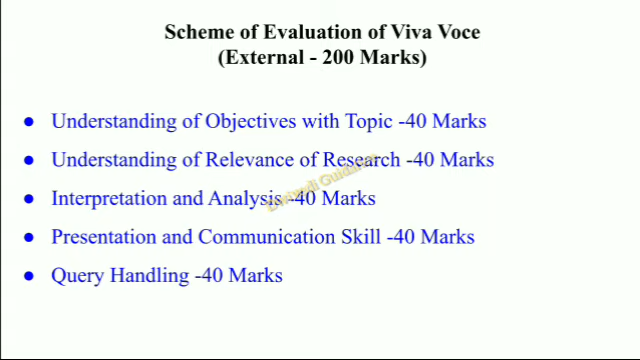 Scheme of Evaluation of Viva Voce
(External - 200 Marks)
● Understanding of Objectives with Topic -40 Marks
● Understanding of Relevance of Research -40 Marks
● Interpretation and Analysis -40 Marks
● Presentation and Communication Skill -40 Marks
● Query Handling -40 Marks